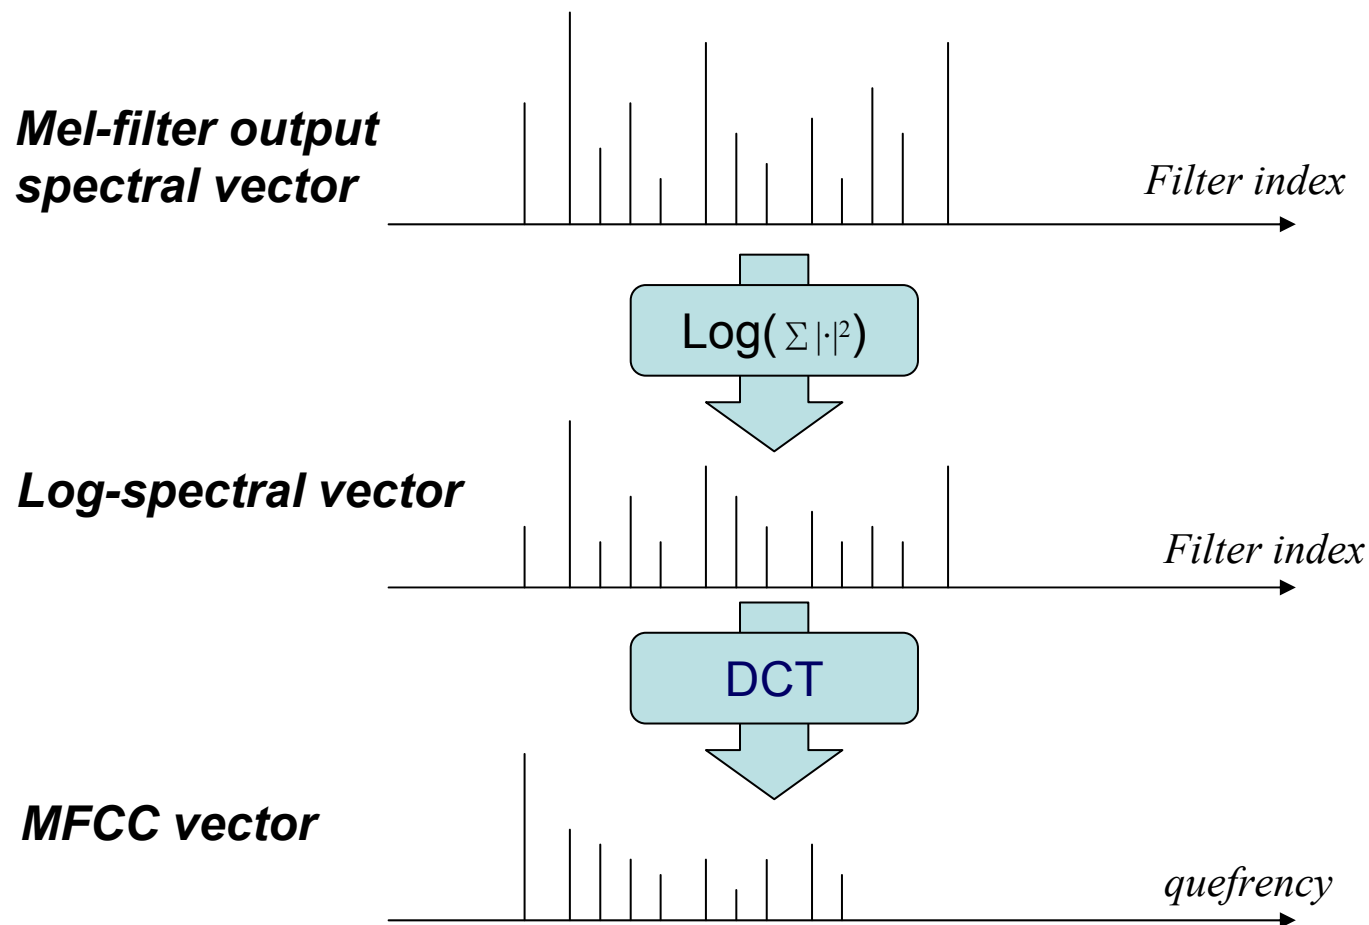 Mel-filter output
spectral vector
Filter index
Log( ∑ |·|²)
Log-spectral vector
Filter index
DCT
MFCC vector
quefrency